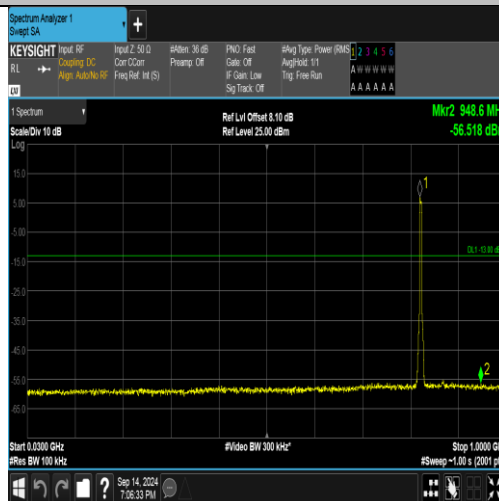 Spectrum Analyzer 1
Swept SA
+
KEYSIGHT
RL
Input: RF
Coupling: DC
Align: Auto/No RF
Input Z: 50 Ω
Corr CCorr
Freq Ref: Int (S)
#Atten: 36 dB
Preamp: Off
PNO: Fast
Gate: Off
IF Gain: Low
Sig Track: Off
#Avg Type: Power (RMS
Avg|Hold: 1/1
Trig: Free Run
1 2 3 4 5 6
A W W W W W
A A A A A A
1 Spectrum
Scale/Div 10 dB
Ref Lvl Offset 8.10 dB
Ref Level 25.00 dBm
Mkr2 948.6 MH
-56.518 dB
Log
15.0
5.00
-5.00
-15.0
-25.0
-35.0
-45.0
-55.0
-65.0
1
DL1 -13.00 dB
2
Start 0.0300 GHz
#Res BW 100 kHz
#Video BW 300 kHz*
Stop 1.0000 G
#Sweep ~1.00 s (2001 pt
?
Sep 14, 2024
7:06:33 PM